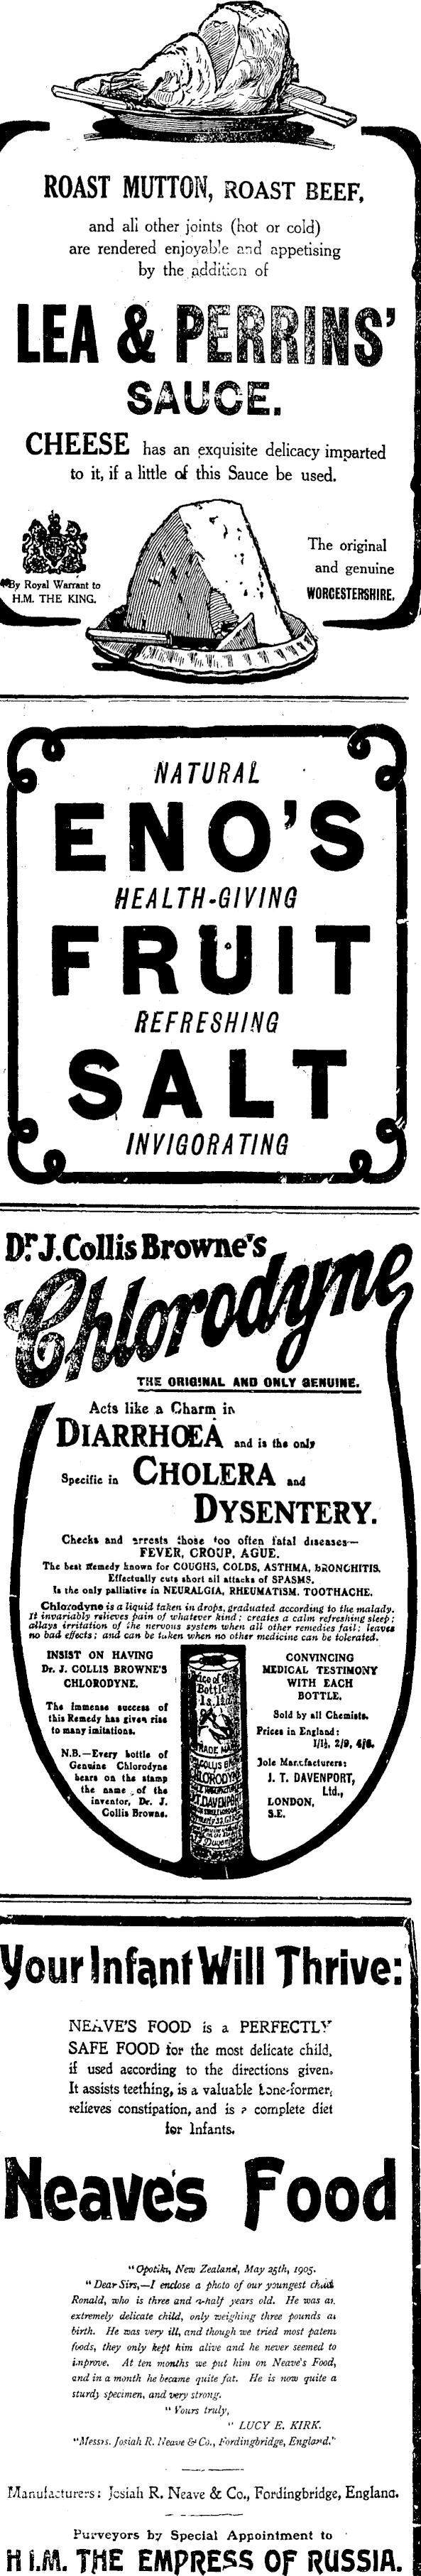 ROAST MUTTON, ROAST BEEF,
and all other joints (hot or cold)
are rendered enjoyable and appetising
by the addition of
LEA & PERRINS'
SAUCE.
CHEESE has an exquisite delicacy imparted
to it, if a little of this Sauce be used.
By Royal Warrant to
H.M. THE KING.
The original
and genuine
WORCESTERSHIRE.
NATURAL
ENO'S
HEALTH-GIVING
FRUIT
REFRESHING
SALT
INVIGORATING
Dr. J. Collis Browne's
Chlorodyne
THE ORIGINAL AND ONLY GENUINE.
Acts like a Charm in
DIARRHŒA and is the only
Specific in CHOLERA and
DYSENTERY.
Checks and arrests those too often fatal diseases—
FEVER, CROUP, AGUE.
The best Remedy known for COUGHS, COLDS, ASTHMA, BRONCHITIS.
Effectually cuts short all attacks of SPASMS.
Is the only palliative in NEURALGIA, RHEUMATISM, TOOTHACHE.
Chlorodyne is a liquid taken in drops, graduated according to the malady.
It invariably relieves pain of whatever kind; creates a calm refreshing sleep;
allays irritation of the nervous system when all other remedies fail; leaves
no bad effects; and can be taken when no other medicine can be tolerated.
INSIST ON HAVING
Dr. J. COLLIS BROWNE'S
CHLORODYNE.
The Immense success of
this Remedy has given rise
to many imitations.
N.B.—Every bottle of
Genuine Chlorodyne
bears on the stamp
the name of the
inventor, Dr. J.
Collis Browne.
Price of
Bottle
TRADE MARK
COLLIS
CHLORODYNE
J.T. DAVENPORT
CONVINCING
MEDICAL TESTIMONY
WITH EACH
BOTTLE.
Sold by all Chemists.
Prices in England:
1/1½, 2/9, 4/6.
Sole Manufacturers:
J. T. DAVENPORT,
Ltd.,
LONDON,
S.E.
Your Infant Will Thrive:
NEAVE'S FOOD is a PERFECTLY
SAFE FOOD for the most delicate child,
if used according to the directions given.
It assists teething, is a valuable bone-former,
relieves constipation, and is a complete diet
for Infants.
Neave's Food
"Opotiki, New Zealand, May 25th, 1905.
"Dear Sirs,—I enclose a photo of our youngest child
Ronald, who is three and a-half years old. He was an
extremely delicate child, only weighing three pounds at
birth. He was very ill, and though we tried most patent
foods, they only kept him alive and he never seemed to
improve. At ten months we put him on Neave's Food,
and in a month he became quite fat. He is now quite a
sturdy specimen, and very strong.
"Yours truly,
"LUCY E. KIRK.
"Messrs. Josiah R. Neave & Co., Fordingbridge, England."
Manufacturers: Josiah R. Neave & Co., Fordingbridge, England.
Purveyors by Special Appointment to
H.I.M. THE EMPRESS OF RUSSIA.